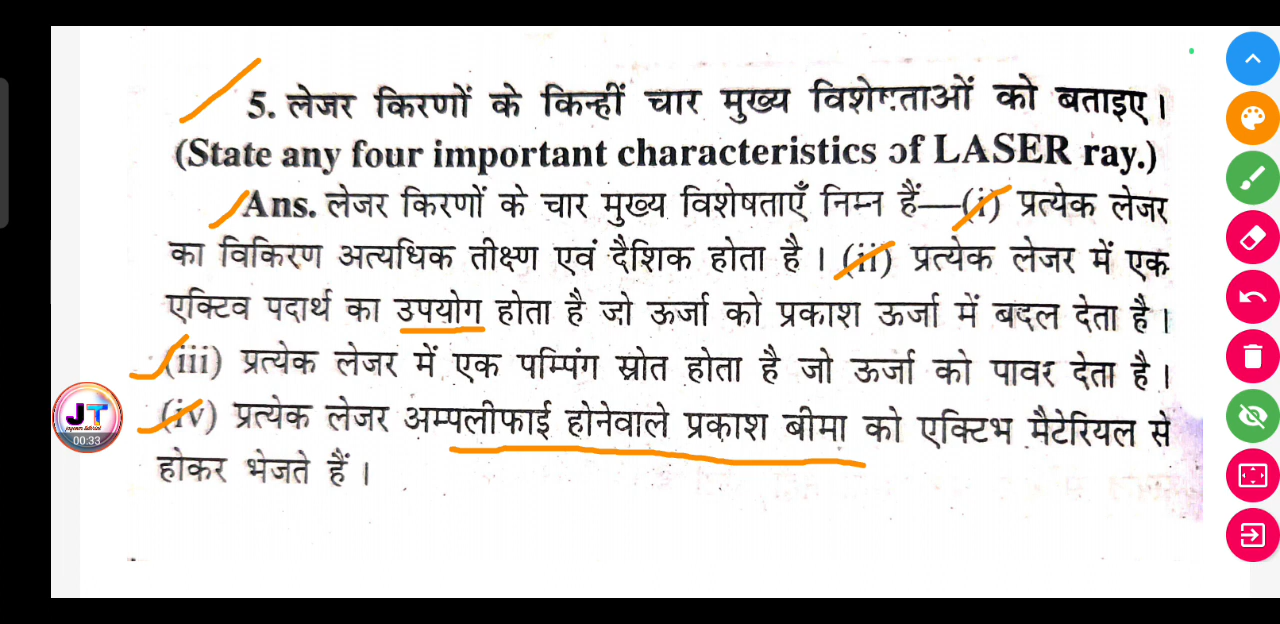 5. लेजर किरणों के किन्हीं चार मुख्य विशेषताओं को बताइए।
(State any four important characteristics of LASER ray.)
Ans. लेजर किरणों के चार मुख्य विशेषताएँ निम्न हैं—(i) प्रत्येक लेजर
का विकिरण अत्यधिक तीक्ष्ण एवं दैशिक होता है। (ii) प्रत्येक लेजर में एक
एक्टिव पदार्थ का उपयोग होता है जो ऊर्जा को प्रकाश ऊर्जा में बदल देता है।
(iii) प्रत्येक लेजर में एक पम्पिंग स्रोत होता है जो ऊर्जा को पावर देता है।
(iv) प्रत्येक लेजर अम्पलीफाई होनेवाले प्रकाश बीमा को एक्टिभ मैटेरियल से
होकर भेजते हैं।
JT
00:33